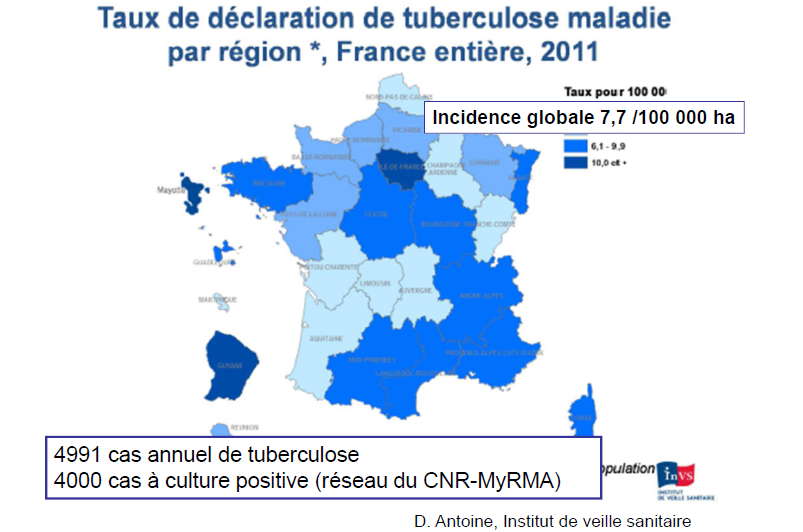 Taux de déclaration de tuberculose maladie
par région *, France entière, 2011
Taux pour 100 00
Incidence globale 7,7 /100 000 ha
6,1 - 9,9
10,0 et +
NORD-PAS-DE-CALAIS
PICARDIE
HAUTE-NORMANDIE
BASSE-NORMANDIE
ILE-DE-FRANCE
CHAMPAGNE
ARDENNE
LORRAINE
BRETAGNE
Mayotte
PAYS-DE-LA-LOIRE
CENTRE
BOURGOGNE
FRANCHE-COMTE
GUADELOUPE
POITOU-CHARENTE
LIMOUSIN
AUVERGNE
RHONE-ALPES
MARTINIQUE
AQUITAINE
MIDI-PYRENEES
PROVENCE-ALPES-COTE-D'AZUR
GUYANE
REUNION
4991 cas annuel de tuberculose
4000 cas à culture positive (réseau du CNR-MyRMA)
opulation
INVS
INSTITUT
DE VEILLE SANITAIRE
D. Antoine, Institut de veille sanitaire